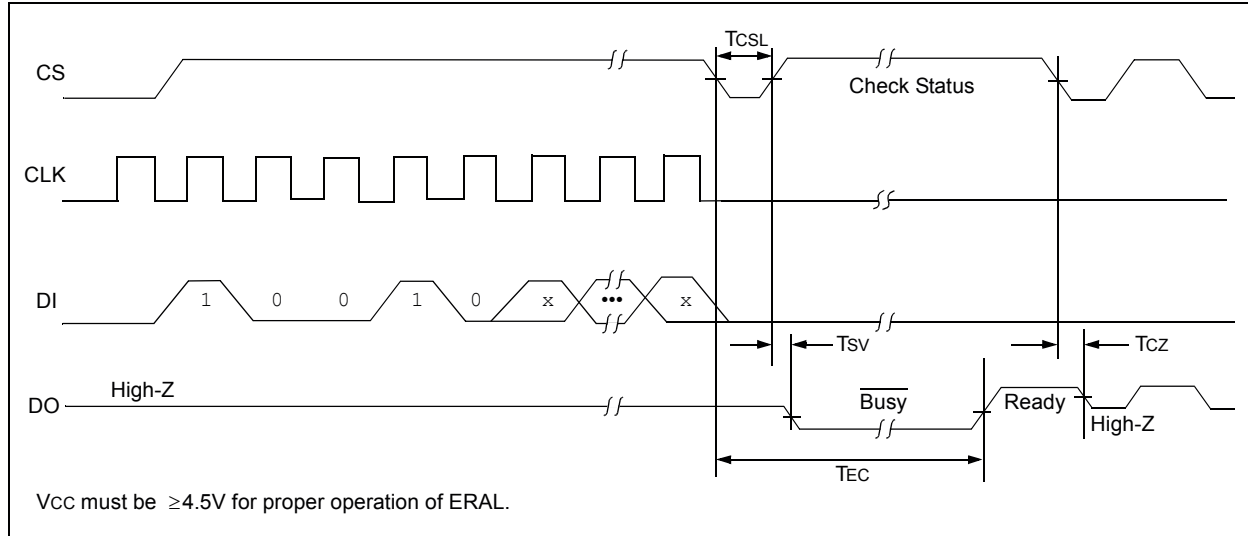 TCSL
CS
Check Status
CLK
DI 1 0 0 1 0 x ••• x
TSV TCZ
High-Z
DO Busy Ready High-Z
TEC
VCC must be ≥4.5V for proper operation of ERAL.